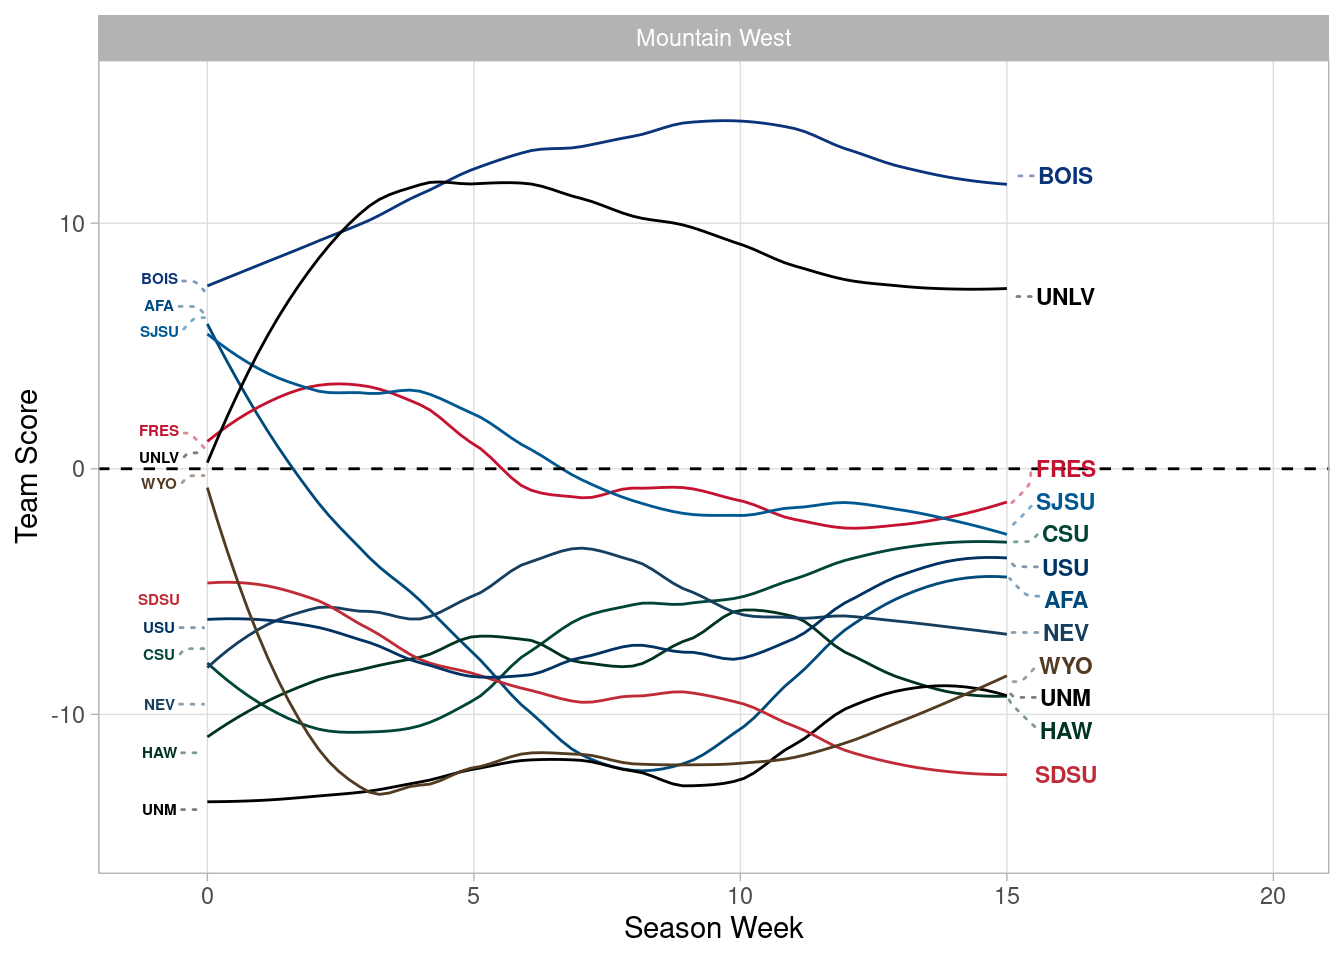 Mountain West
Team Score
10
0
-10
BOIS
AFA
SJSU
FRES
UNLV
WYO
SDSU
USU
CSU
NEV
HAW
UNM
BOIS
UNLV
FRES
SJSU
CSU
USU
AFA
NEV
WYO
UNM
HAW
SDSU
0
5
10
15
20
Season Week